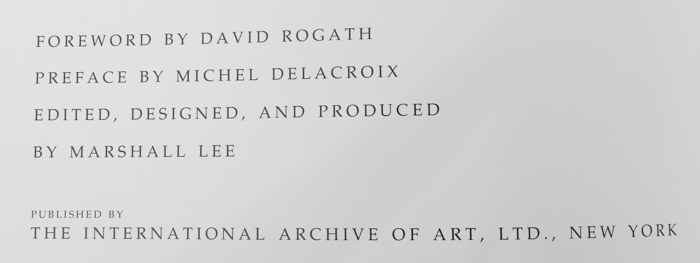 FOREWORD BY DAVID ROGATH
PREFACE BY MICHEL DELACROIX
EDITED, DESIGNED, AND PRODUCED
BY MARSHALL LEE
PUBLISHED BY
THE INTERNATIONAL ARCHIVE OF ART, LTD., NEW YORK